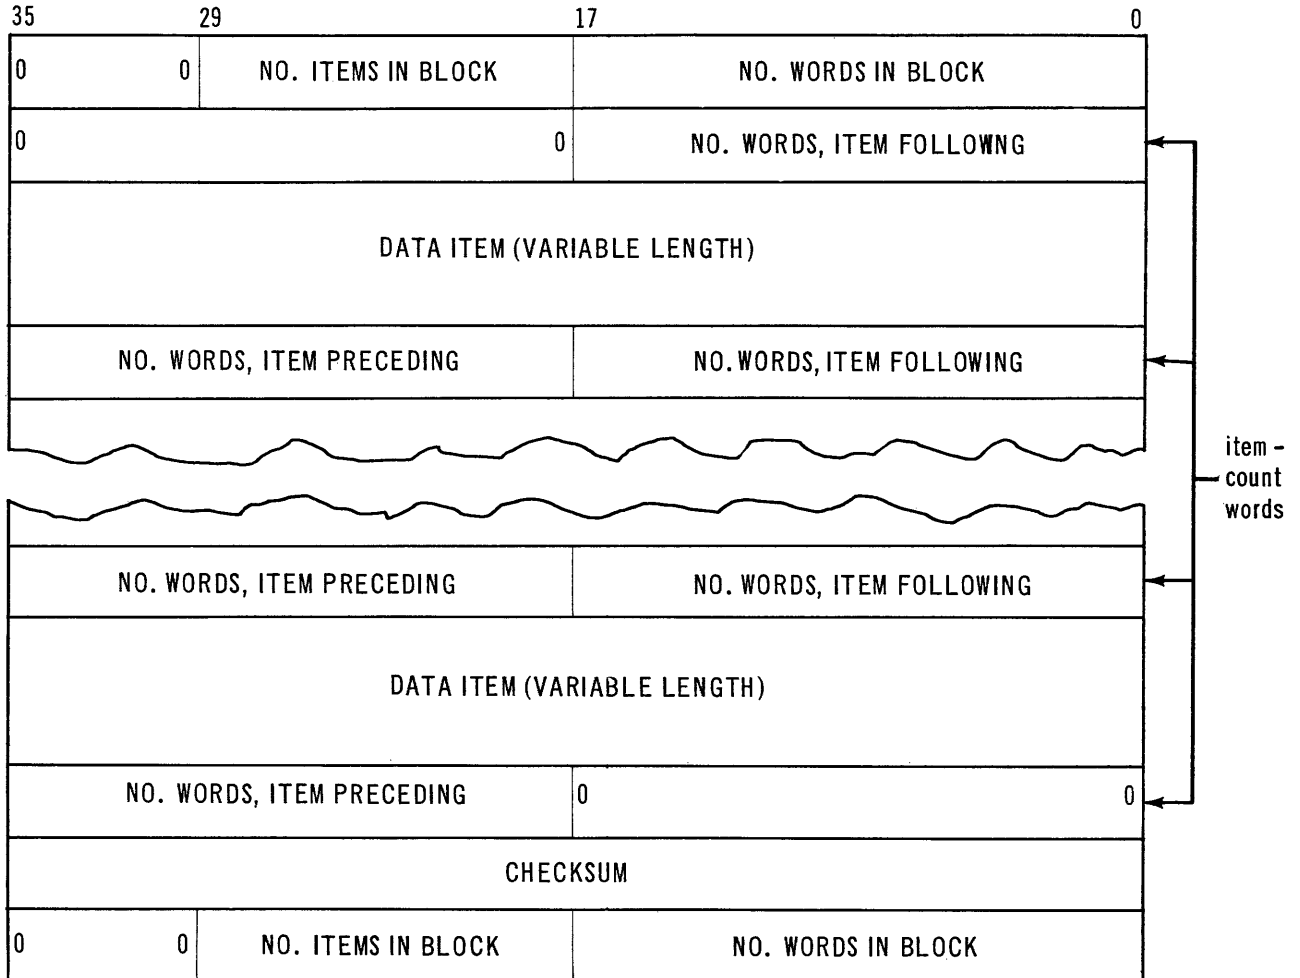 35 29 17 0
0 0 NO. ITEMS IN BLOCK NO. WORDS IN BLOCK
0 0 NO. WORDS, ITEM FOLLOWNG
DATA ITEM (VARIABLE LENGTH)
NO. WORDS, ITEM PRECEDING NO. WORDS, ITEM FOLLOWING
item -
count
words
NO. WORDS, ITEM PRECEDING NO. WORDS, ITEM FOLLOWING
DATA ITEM (VARIABLE LENGTH)
NO. WORDS, ITEM PRECEDING 0 0
CHECKSUM
0 0 NO. ITEMS IN BLOCK NO. WORDS IN BLOCK